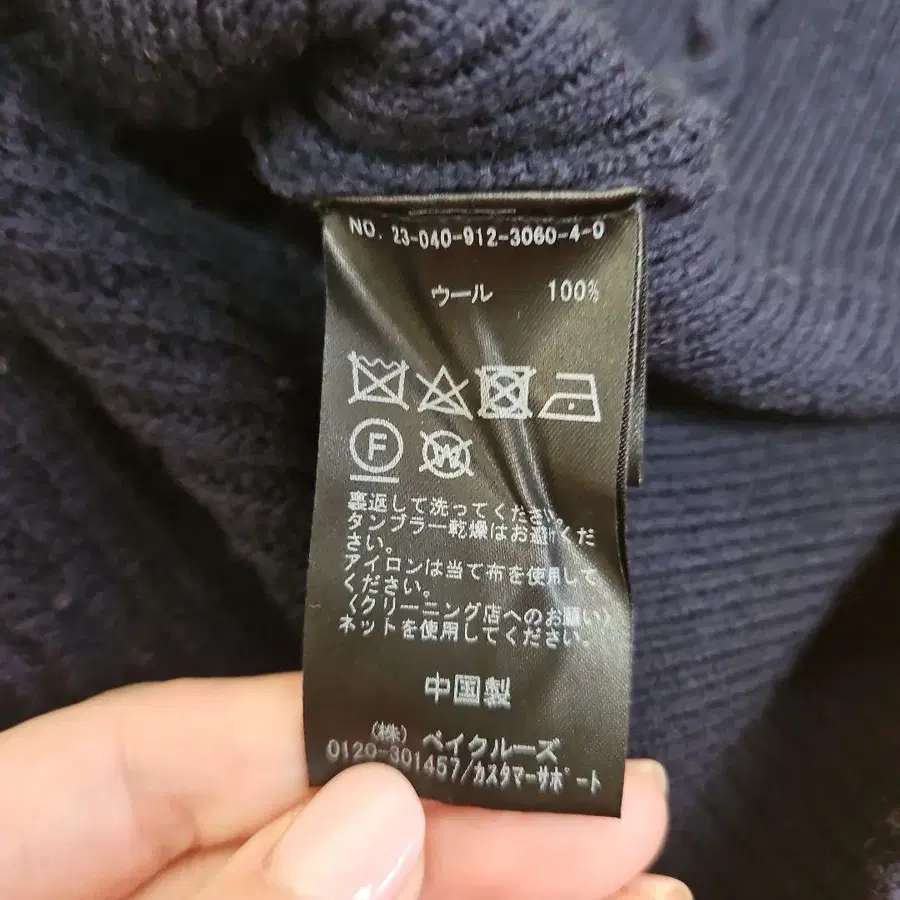 NO. 23-040-912-3060-4-0
ウール 100%
F
W
裏返して洗ってください。
タンブラー乾燥はお避けくだ
さい。
アイロンは当て布を使用して
ください。
〈クリーニング店へのお願い〉
ネットを使用してください。
中国製
(株) ベイクルーズ
0120-301457/カスタマーサポート